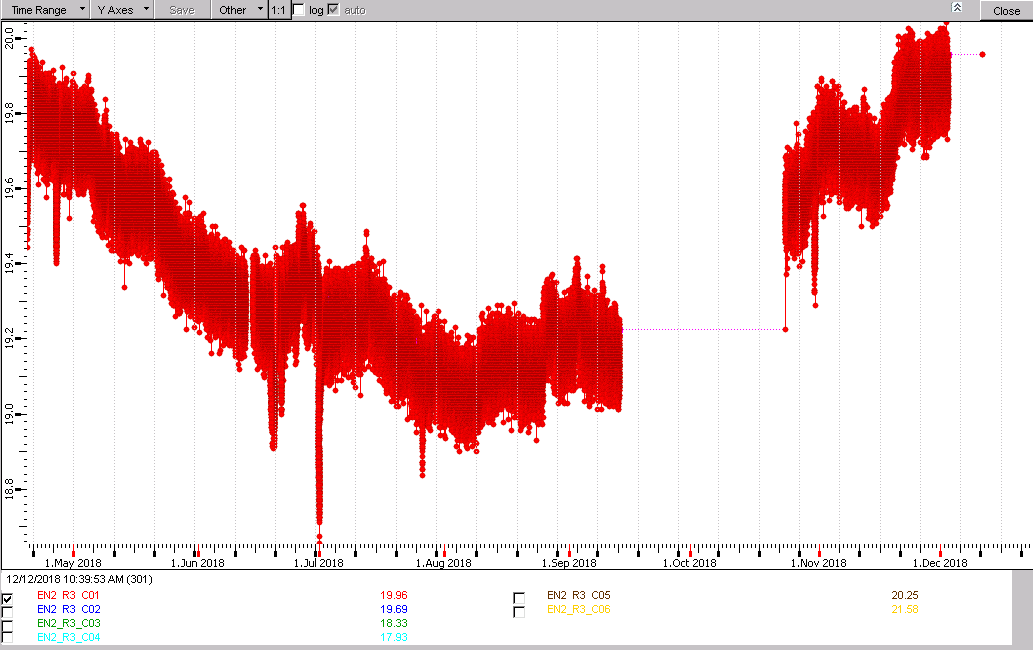 Time Range Y Axes Save Other 1:1 log auto Close
20.0
19.8
19.6
19.4
19.2
19.0
18.8
1.May 2018 1.Jun 2018 1.Jul 2018 1.Aug 2018 1.Sep 2018 1.Oct 2018 1.Nov 2018 1.Dec 2018
12/12/2018 10:39:53 AM (301)
EN2_R3_C01 19.96 EN2_R3_C05 20.25
EN2_R3_C02 19.69 EN2_R3_C06 21.58
EN2_R3_C03 18.33
EN2_R3_C04 17.93